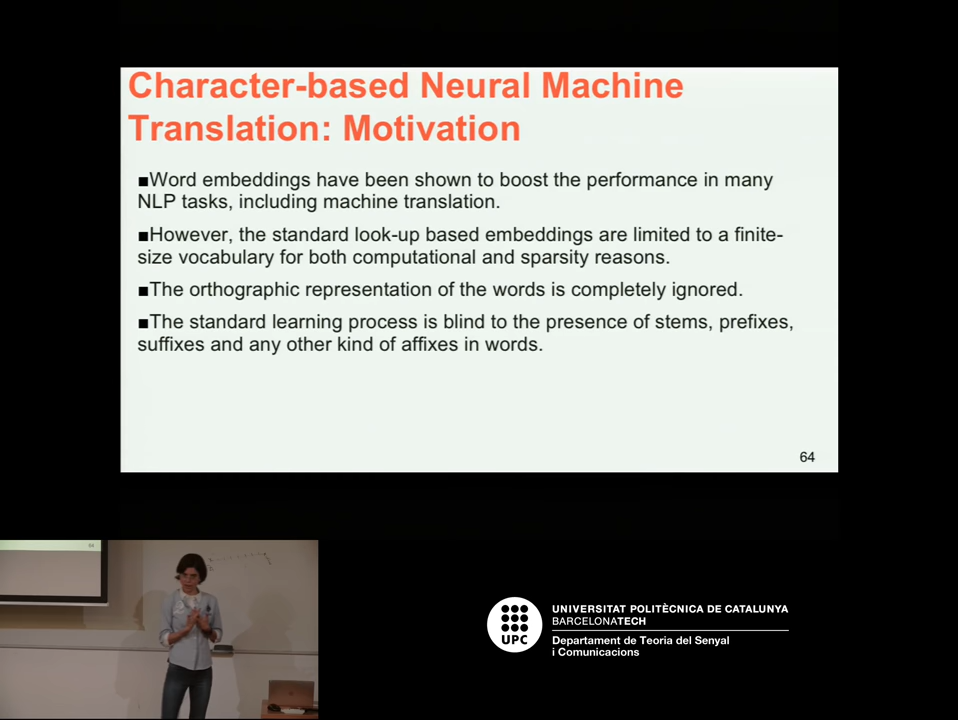 Character-based Neural Machine
Translation: Motivation
■Word embeddings have been shown to boost the performance in many
NLP tasks, including machine translation.
■However, the standard look-up based embeddings are limited to a finite-
size vocabulary for both computational and sparsity reasons.
■The orthographic representation of the words is completely ignored.
■The standard learning process is blind to the presence of stems, prefixes,
suffixes and any other kind of affixes in words.
64
UPC
UNIVERSITAT POLITÈCNICA DE CATALUNYA
BARCELONATECH
Departament de Teoria del Senyal
i Comunicacions